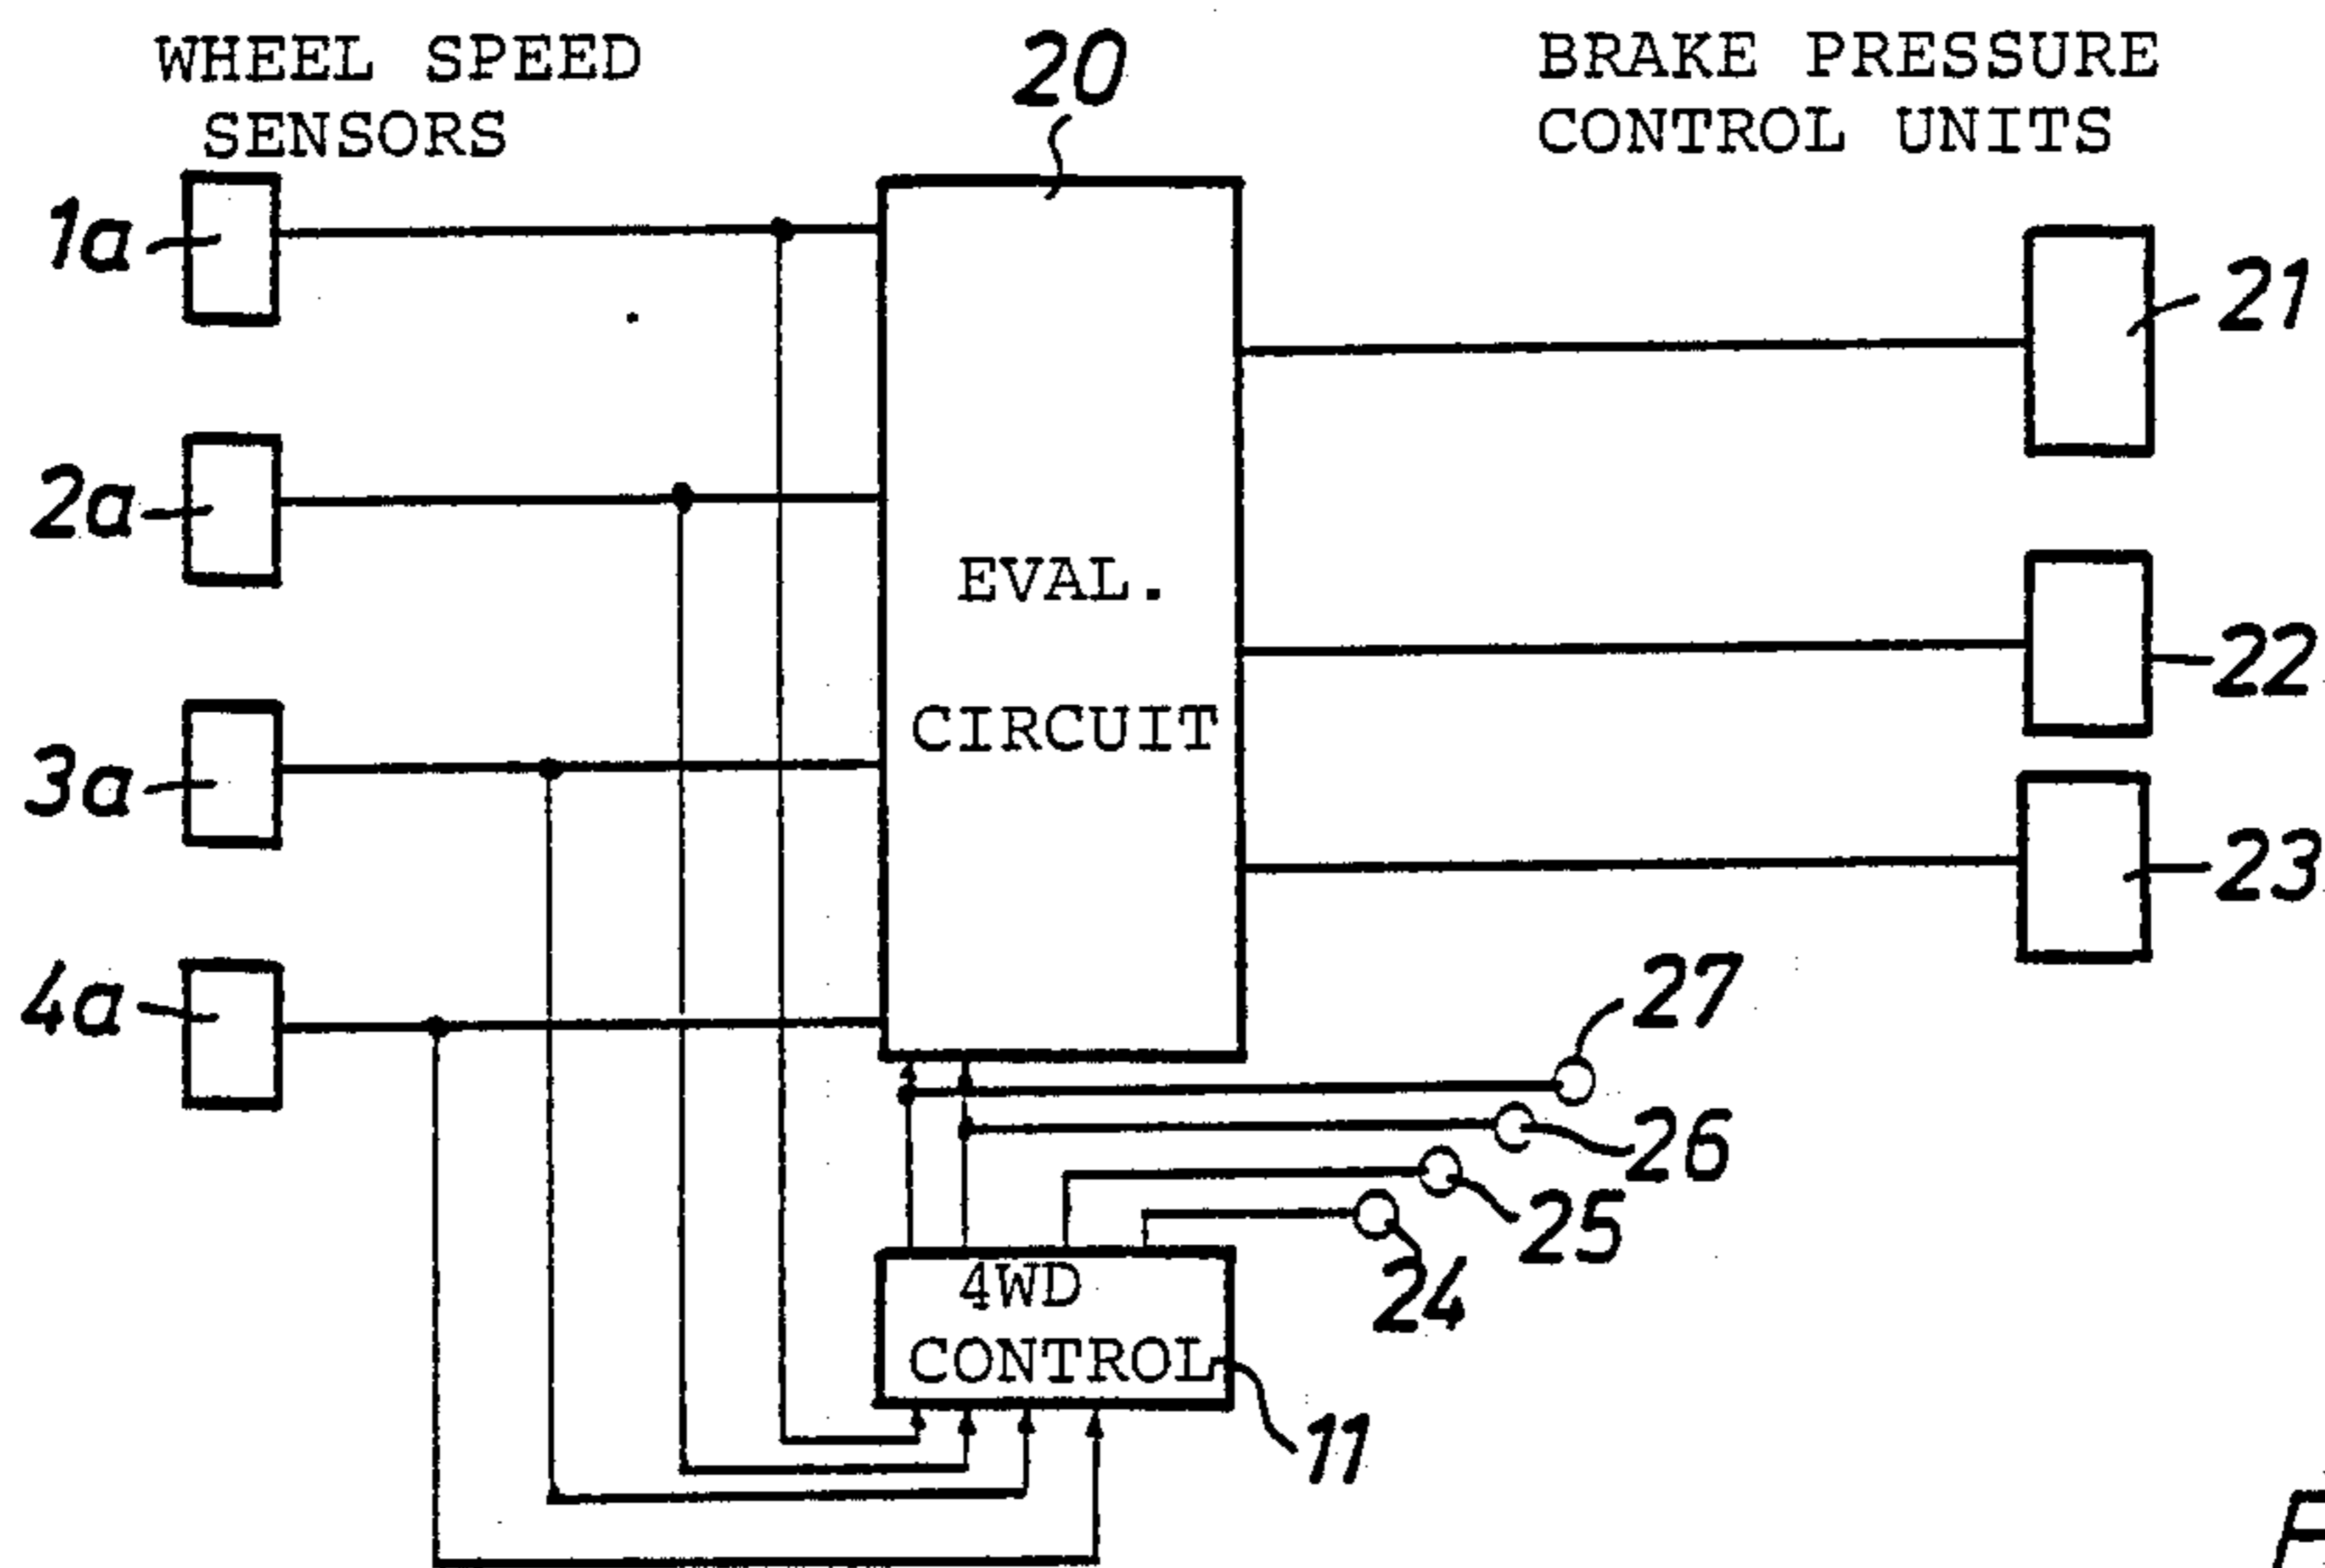 WHEEL SPEED
SENSORS
20
BRAKE PRESSURE
CONTROL UNITS
1a
21
2a
EVAL.
22
CIRCUIT
3a
23
4a
27
26
25
24
4WD
CONTROL
11